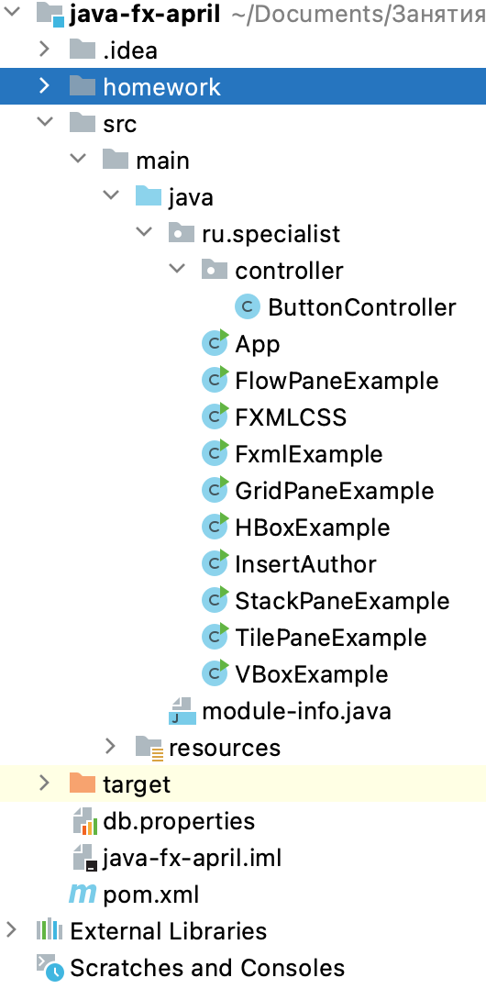 java-fx-april ~/Documents/Занятия
.idea
homework
src
main
java
ru.specialist
controller
C ButtonController
C App
C FlowPaneExample
C FXMLCSS
C FxmlExample
C GridPaneExample
C HBoxExample
C InsertAuthor
C StackPaneExample
C TilePaneExample
C VBoxExample
J module-info.java
resources
target
db.properties
java-fx-april.iml
m pom.xml
External Libraries
Scratches and Consoles